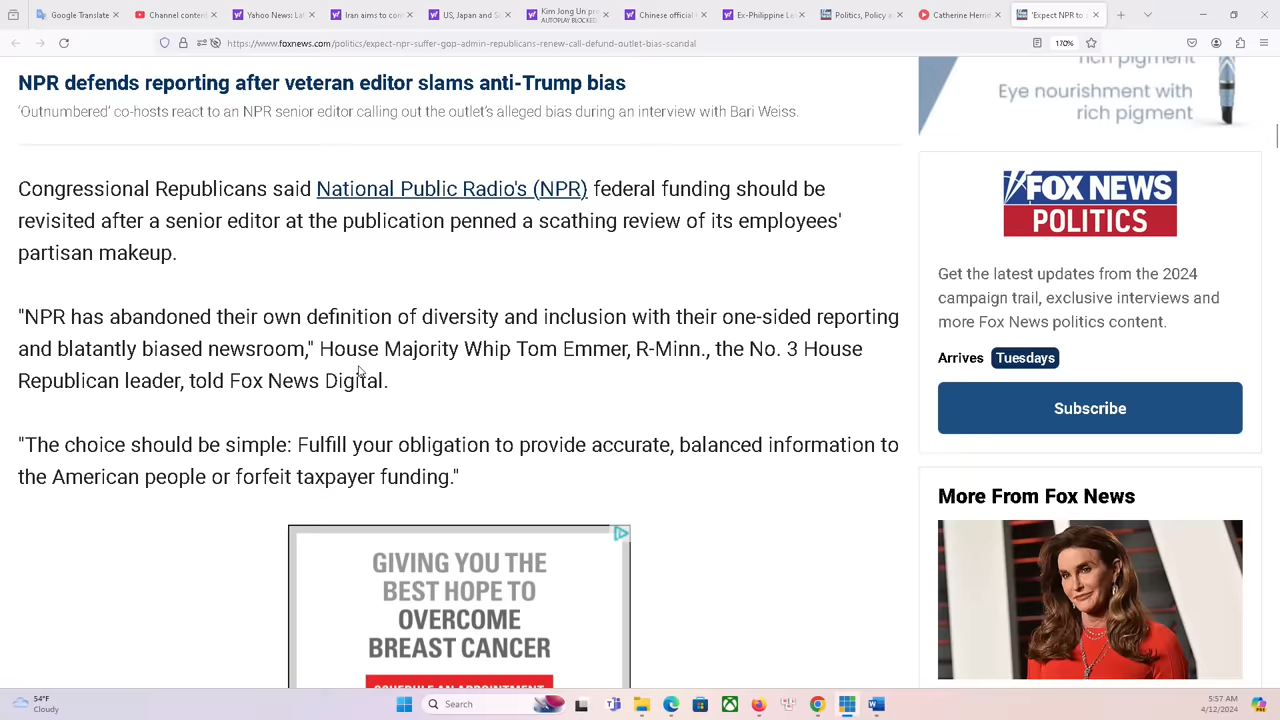 Google Translate
Channel content
Yahoo News: Lat
Iran aims to con
US, Japan and S
Kim Jong Un pr
AUTOPLAY BLOCKED
Chinese official
Ex-Philippine Le
Politics, Policy
Catherine Herri
'Expect NPR to s
https://www.foxnews.com/politics/expect-npr-suffer-gop-admin-republicans-renew-call-defund-outlet-bias-scandal
170%
NPR defends reporting after veteran editor slams anti-Trump bias
'Outnumbered' co-hosts react to an NPR senior editor calling out the outlet's alleged bias during an interview with Bari Weiss.
Congressional Republicans said National Public Radio's (NPR) federal funding should be
revisited after a senior editor at the publication penned a scathing review of its employees'
partisan makeup.
"NPR has abandoned their own definition of diversity and inclusion with their one-sided reporting
and blatantly biased newsroom," House Majority Whip Tom Emmer, R-Minn., the No. 3 House
Republican leader, told Fox News Digital.
"The choice should be simple: Fulfill your obligation to provide accurate, balanced information to
the American people or forfeit taxpayer funding."
GIVING YOU THE
BEST HOPE TO
OVERCOME
BREAST CANCER
SCHEDULE AN APPOINTMENT
rich pigment
Eye nourishment with
rich pigment
FOX NEWS
POLITICS
Get the latest updates from the 2024
campaign trail, exclusive interviews and
more Fox News politics content.
Arrives Tuesdays
Subscribe
More From Fox News
54°F
Cloudy
Search
5:57 AM
4/12/2024